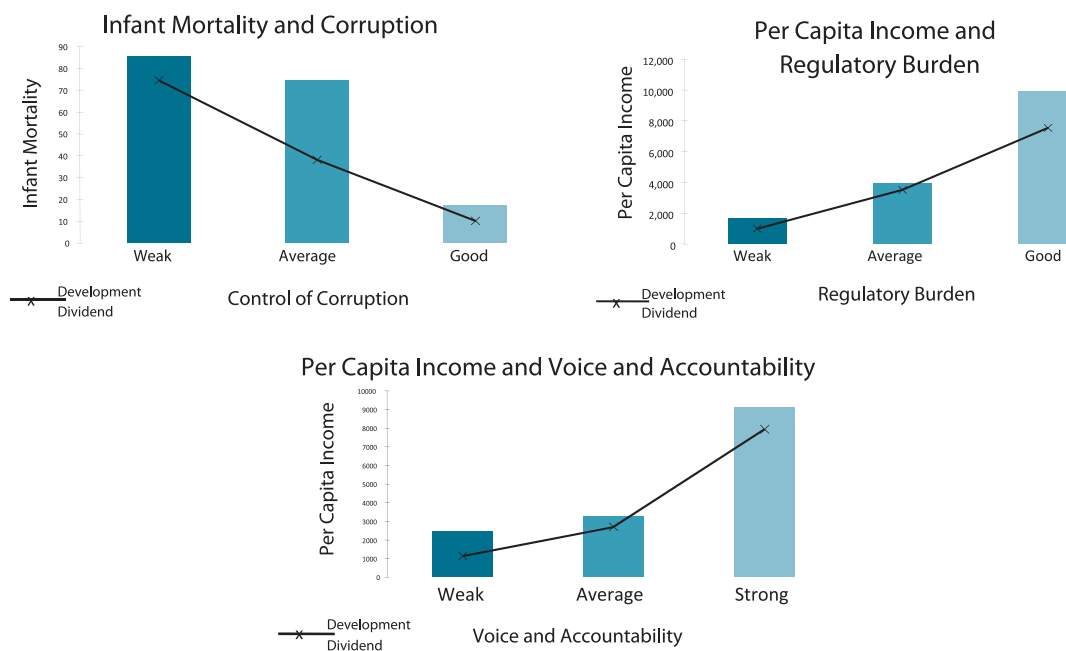 Infant Mortality and Corruption
Infant Mortality
90
80
70
60
50
40
30
20
10
0
Weak
Average
Good
Development
Dividend
Control of Corruption
Per Capita Income and
Regulatory Burden
Per Capita Income
12,000
10,000
8,000
6,000
4,000
2,000
0
Weak
Average
Good
Development
Dividend
Regulatory Burden
Per Capita Income and Voice and Accountability
Per Capita Income
10000
9000
8000
7000
6000
5000
4000
3000
2000
1000
0
Weak
Average
Strong
Development
Dividend
Voice and Accountability